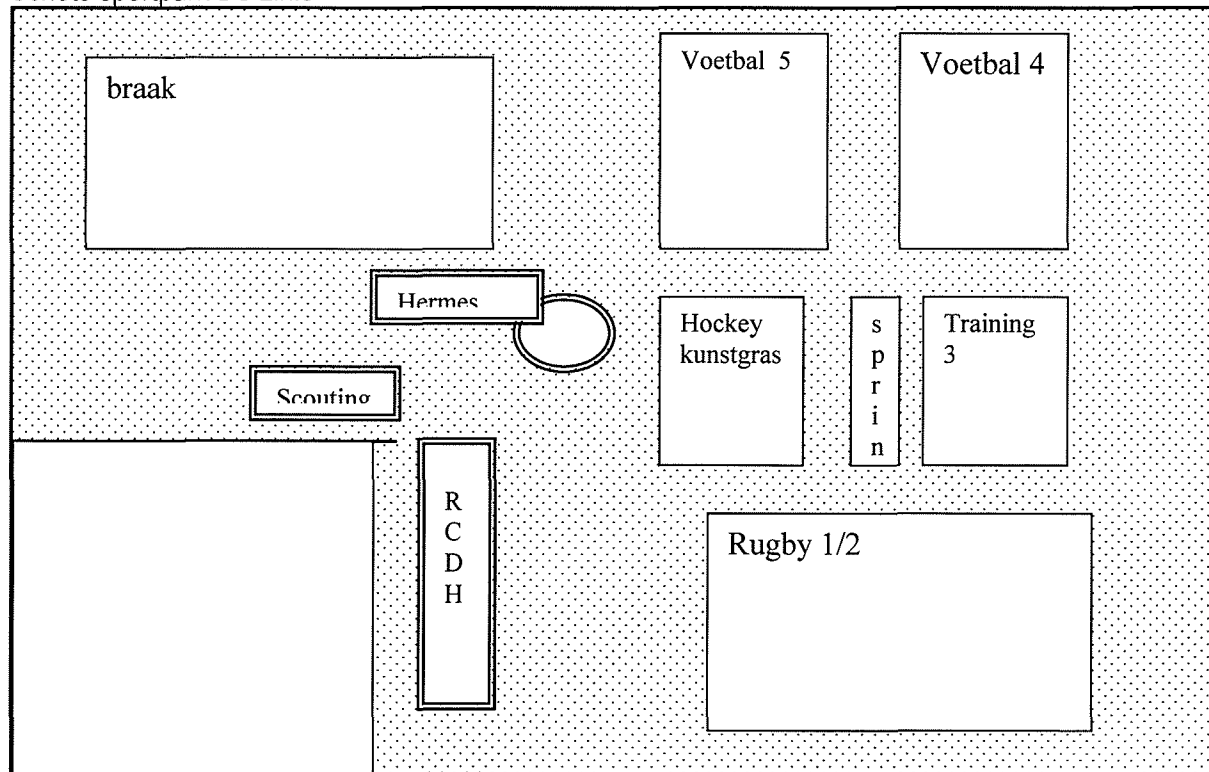 braak
Voetbal 5
Voetbal 4
Hermes
Hockey
kunstgras
s
p
r
i
n
Training
3
Scouting
R
C
D
H
Rugby 1/2